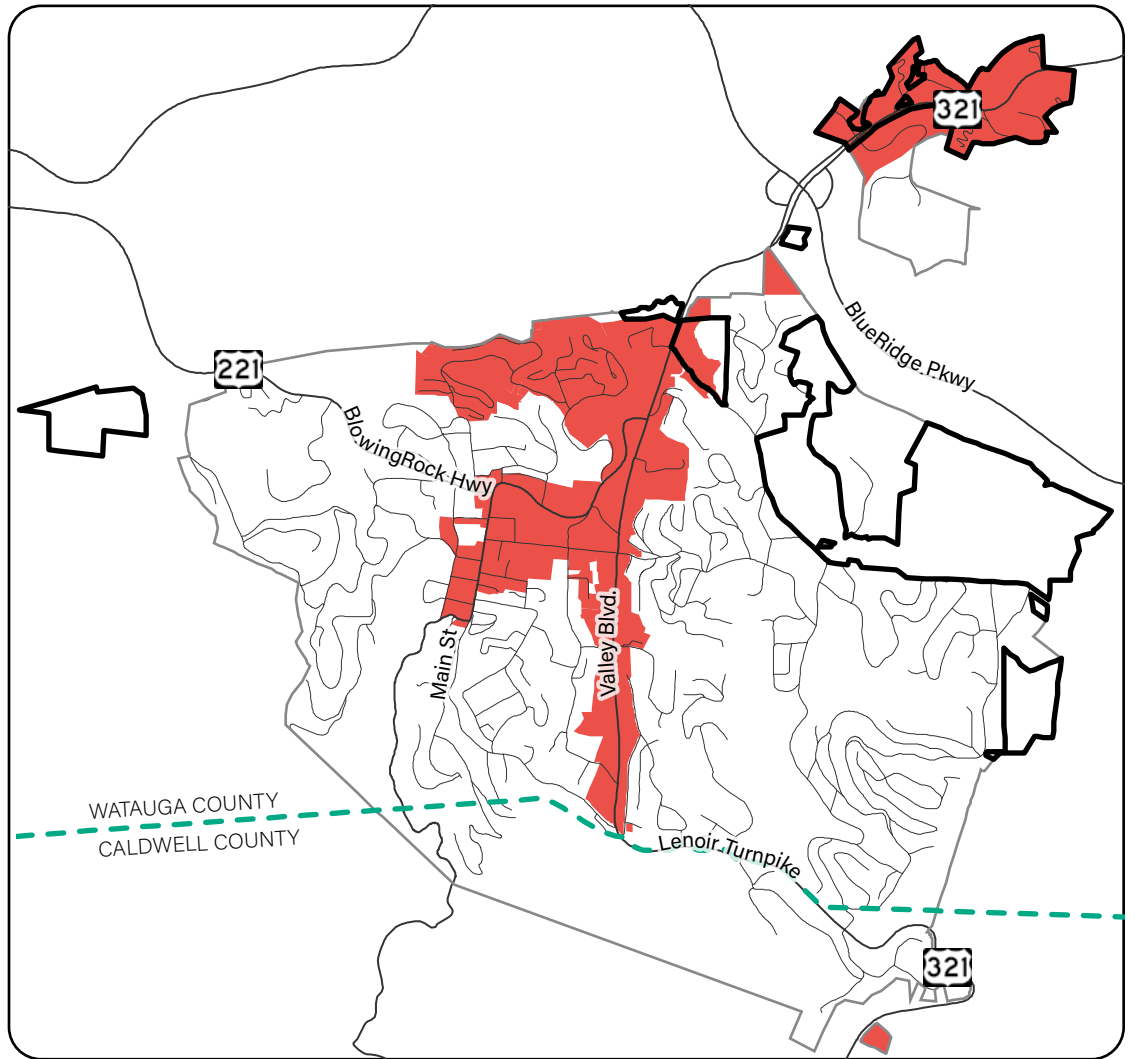 321
BlueRidge Pkwy
221
BlowingRock Hwy
Valley Blvd.
Main St
WATAUGA COUNTY
CALDWELL COUNTY
Lenoir Turnpike
321